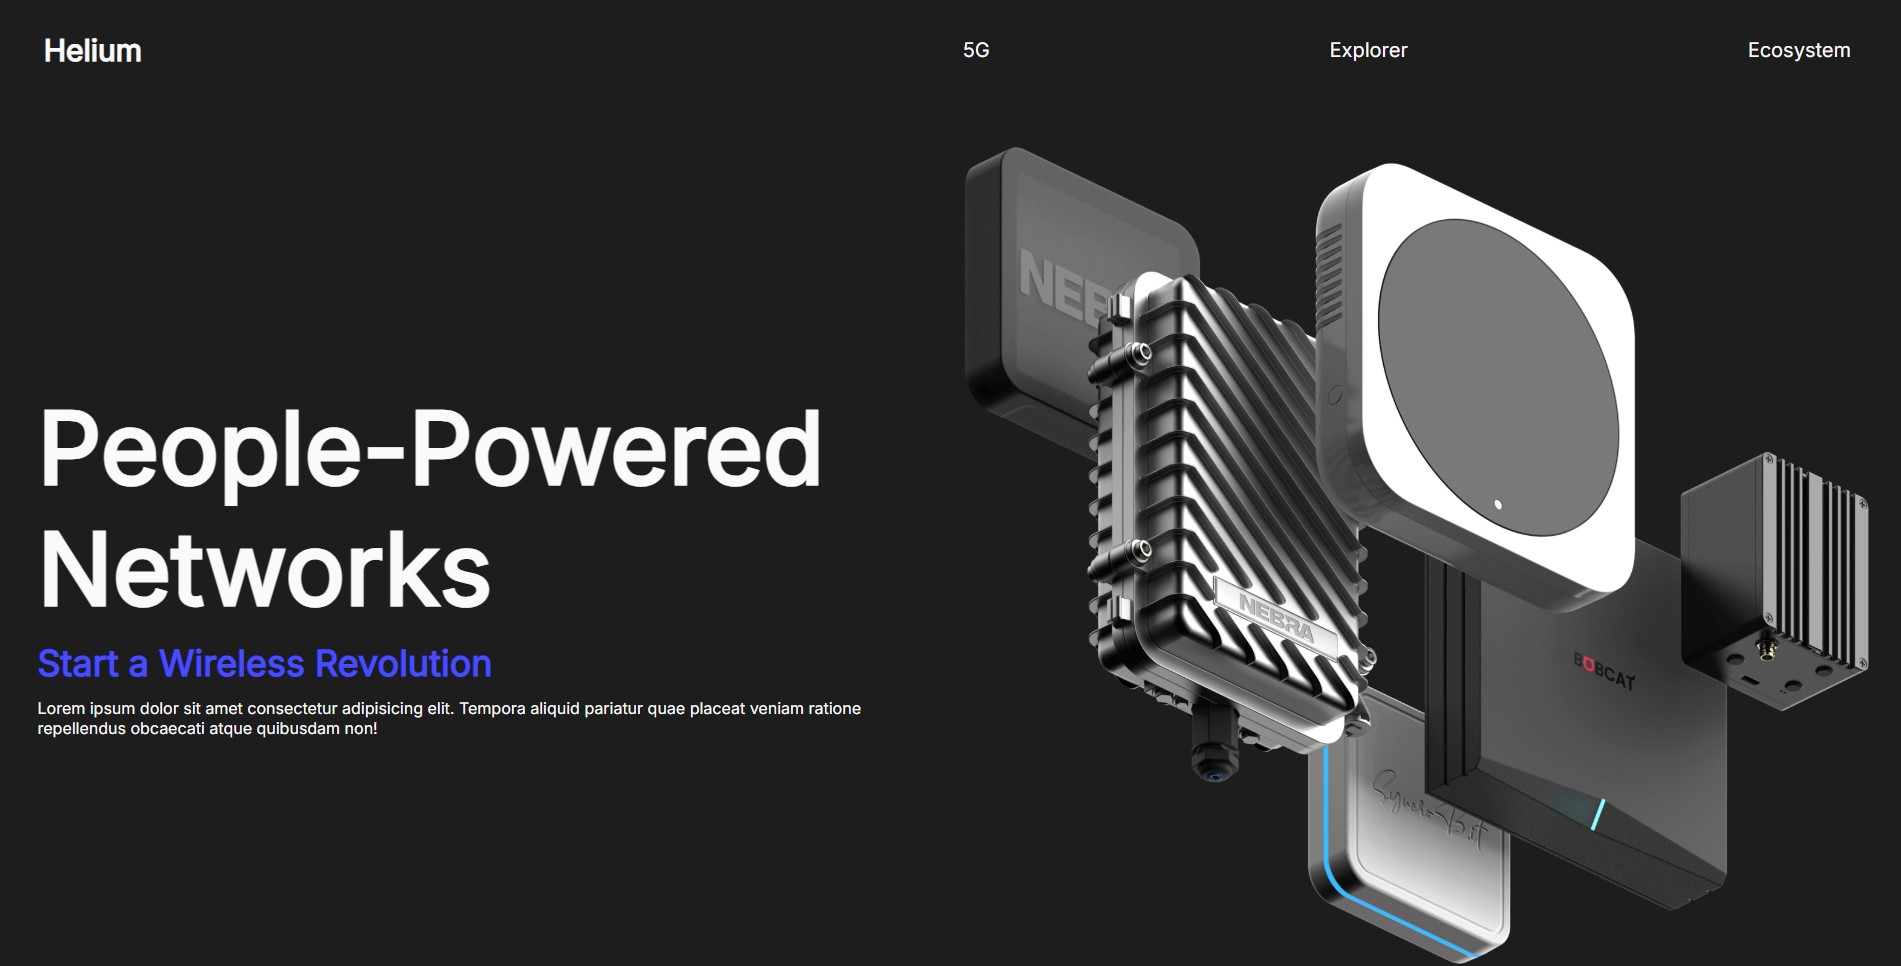 Helium
5G
Explorer
Ecosystem
People-Powered
Networks
Start a Wireless Revolution
Lorem ipsum dolor sit amet consectetur adipisicing elit. Tempora aliquid pariatur quae placeat veniam ratione
repellendus obcaecati atque quibusdam non!
NEB
NEBRA
BOBCAT
SyncroBit